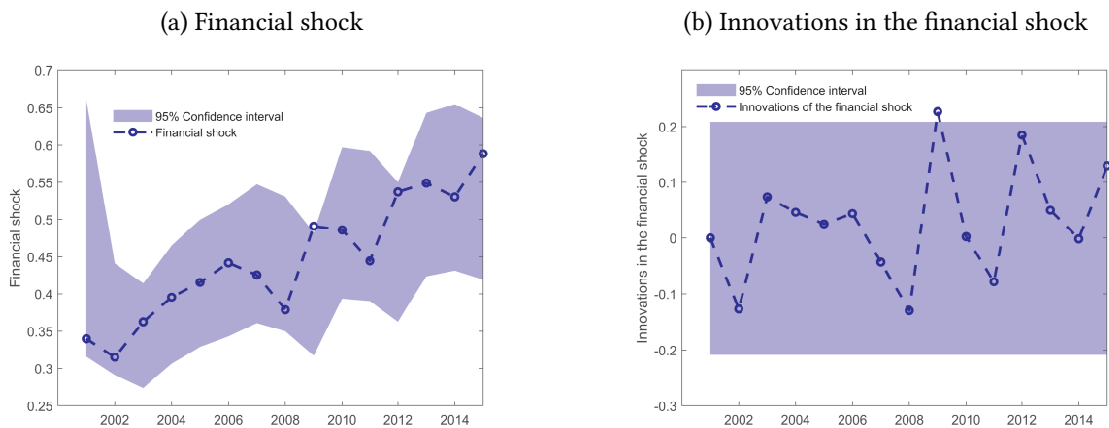 (a) Financial shock
0.7
0.65
0.6
0.55
0.5
0.45
0.4
0.35
0.3
0.25
Financial shock
95% Confidence interval
Financial shock
2002 2004 2006 2008 2010 2012 2014
(b) Innovations in the financial shock
0.2
0.1
0
-0.1
-0.2
-0.3
Innovations in the financial shock
95% Confidence interval
Innovations of the financial shock
2002 2004 2006 2008 2010 2012 2014